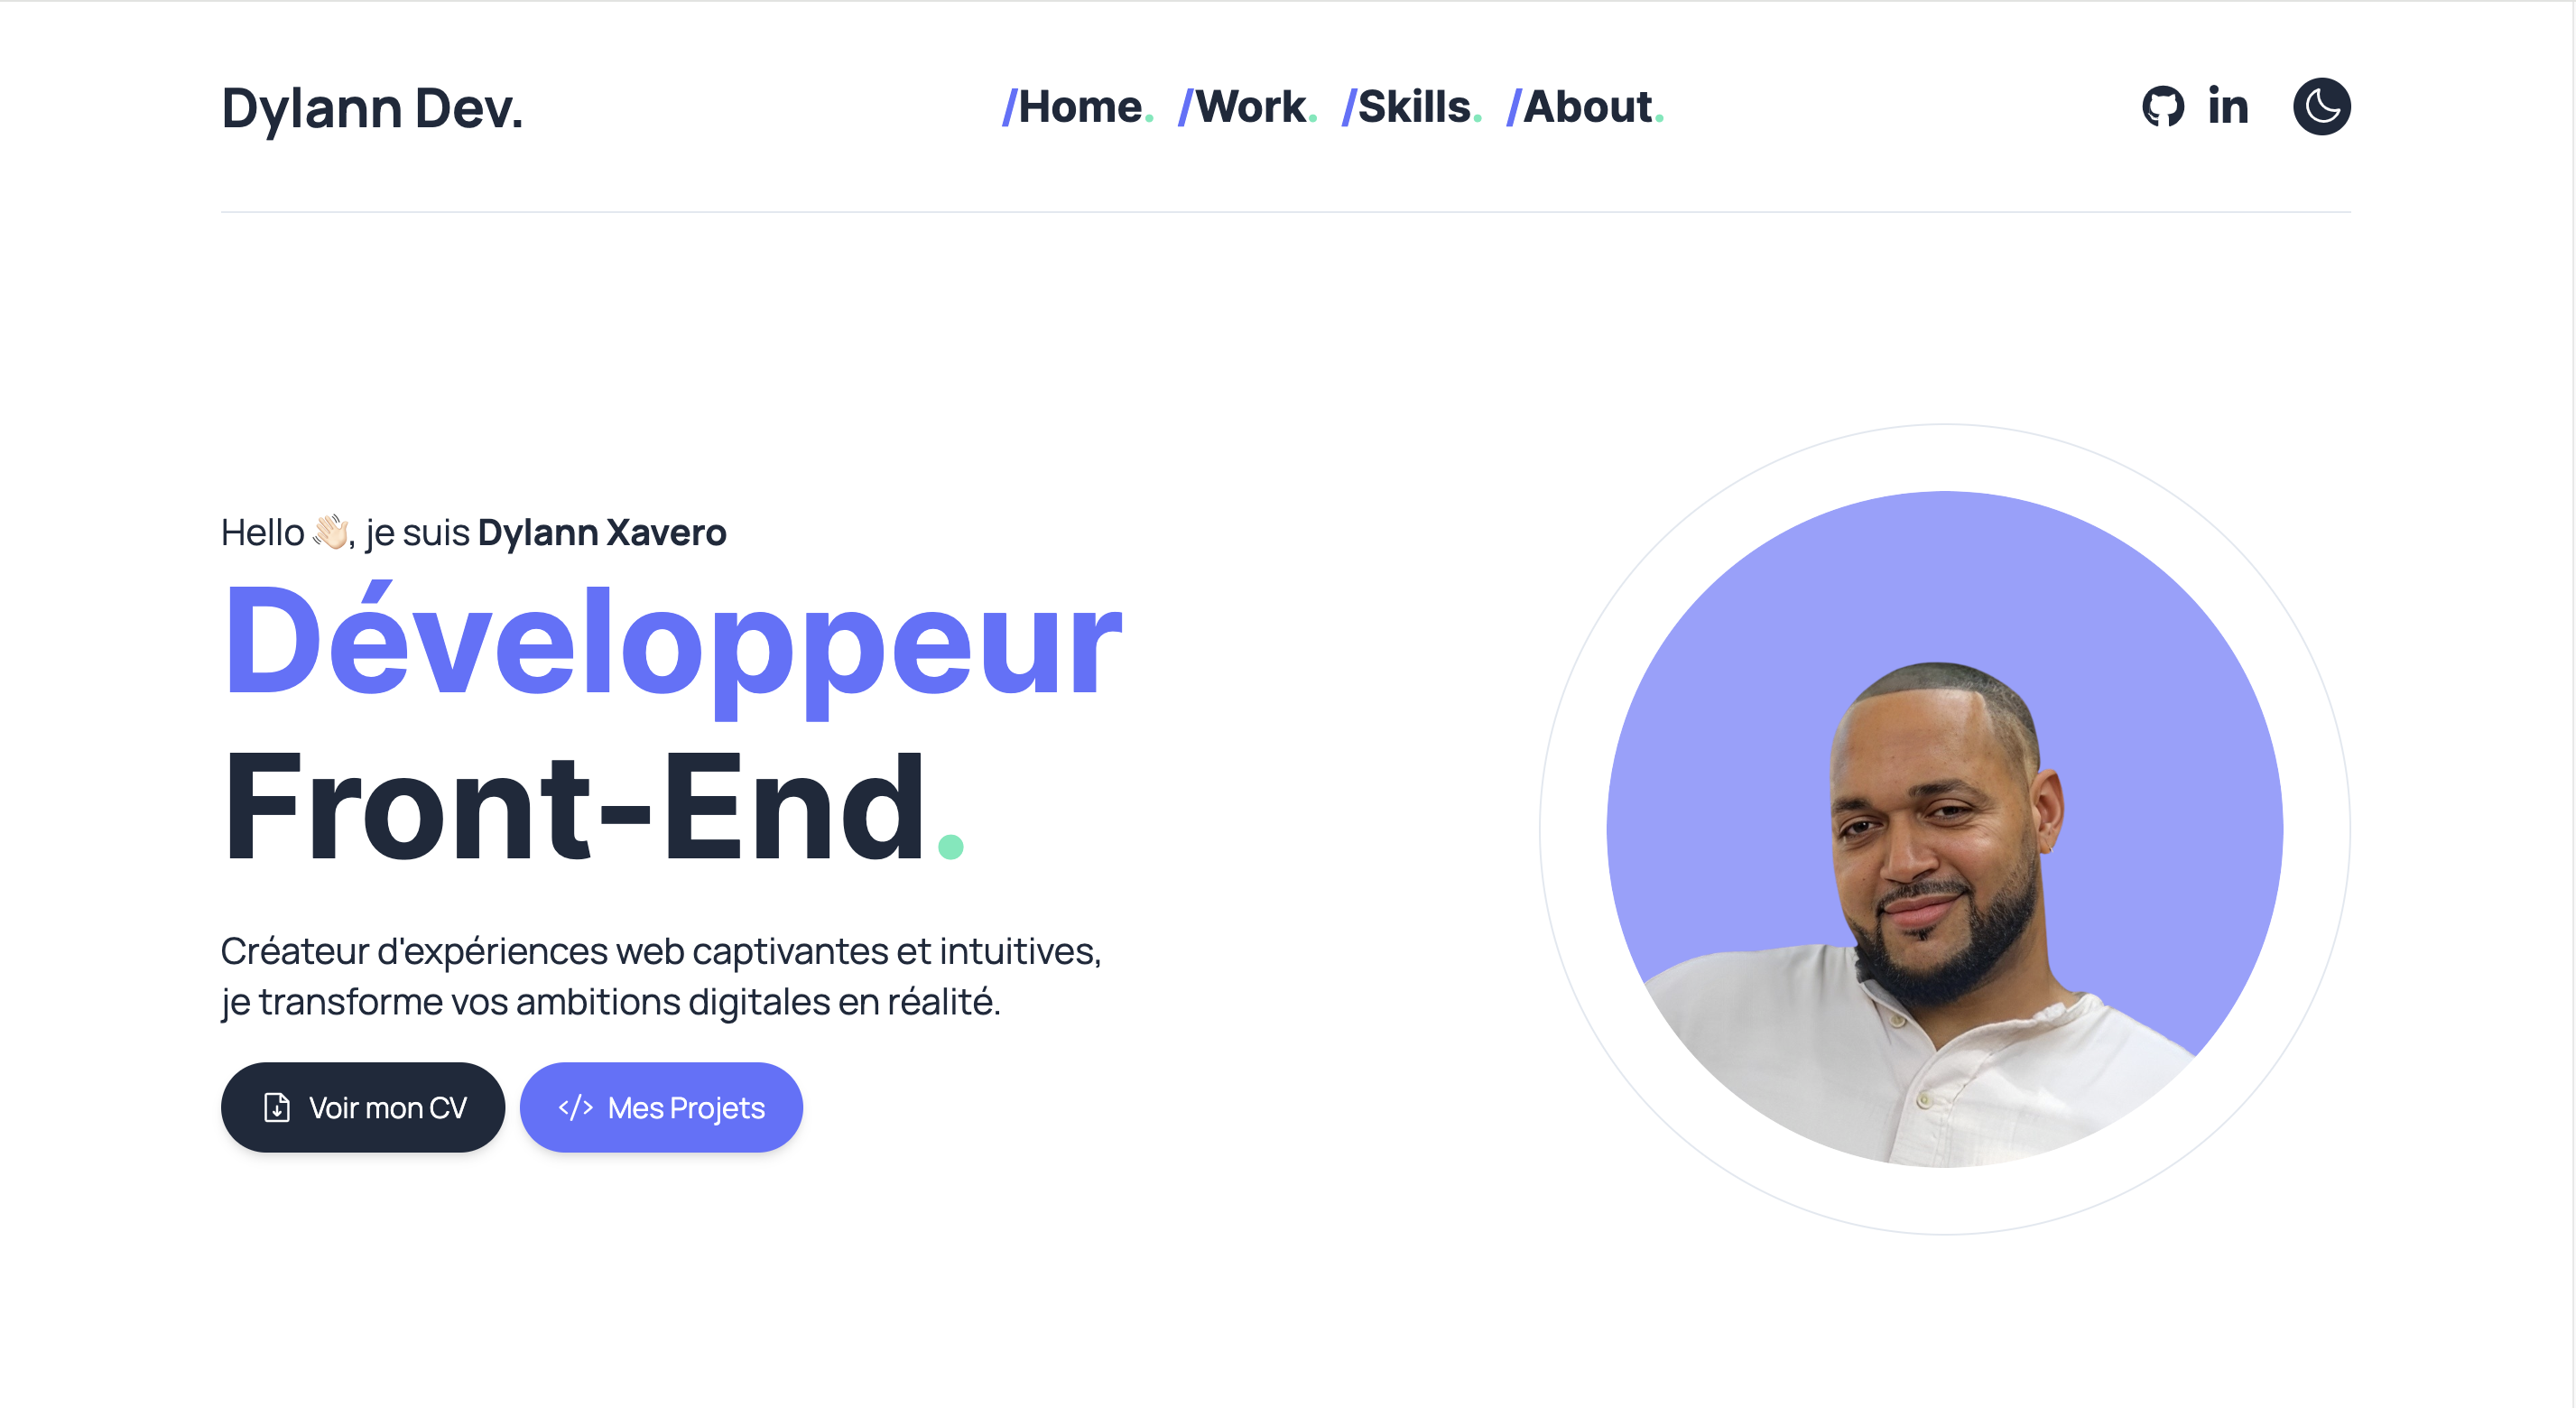 Dylann Dev.
/Home. /Work. /Skills. /About.
in
Hello 👋🏻, je suis Dylann Xavero
Développeur
Front-End.
Créateur d'expériences web captivantes et intuitives,
je transforme vos ambitions digitales en réalité.
Voir mon CV
</> Mes Projets